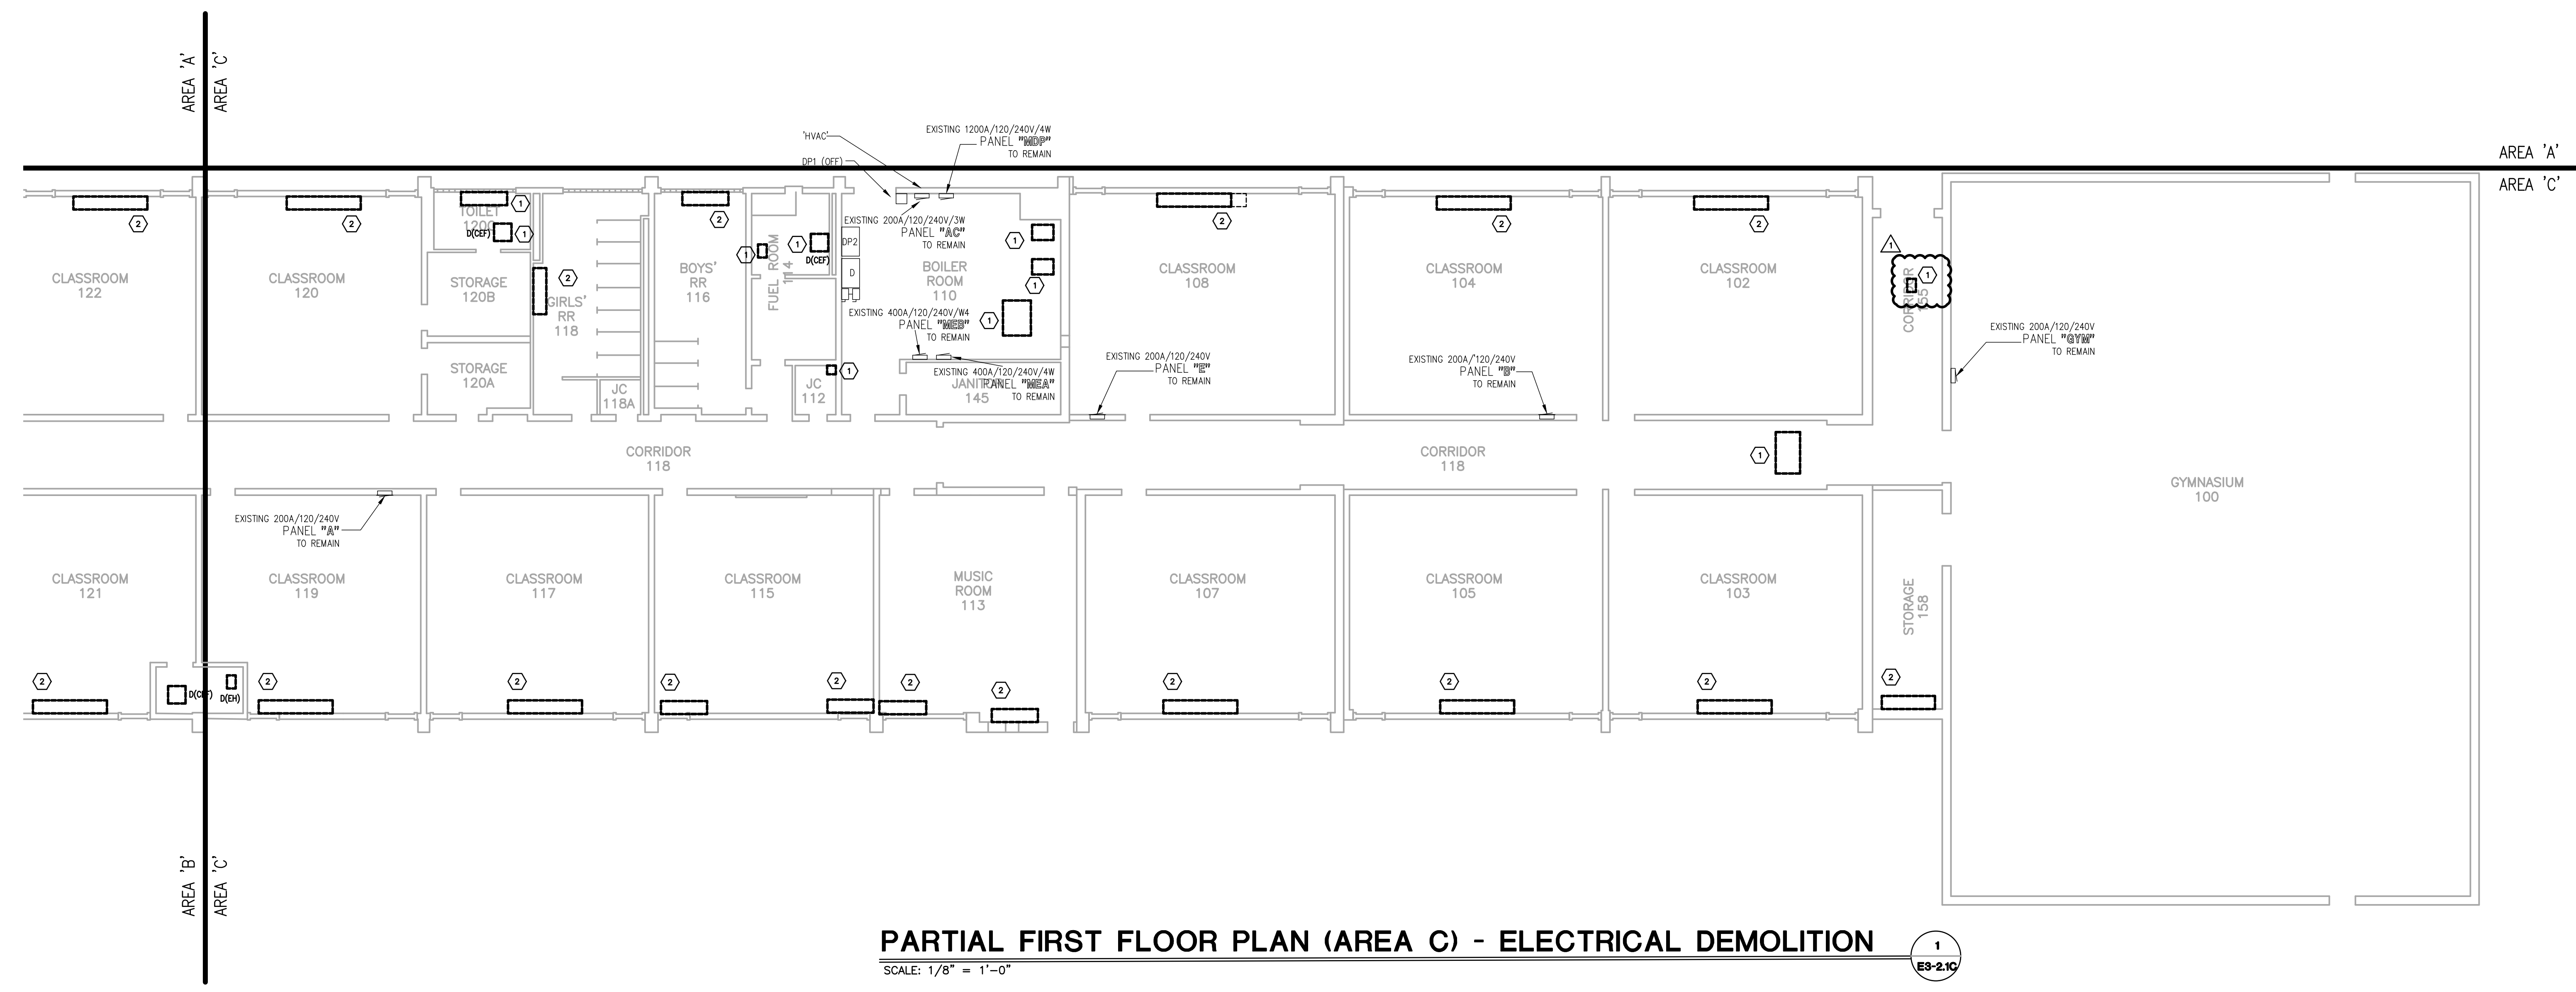 AREA 'A'
AREA 'C'
AREA 'A'
AREA 'C'
'HVAC'
DP1 (OFF)
EXISTING 1200A/120/240V/4W
PANEL "MDP"
TO REMAIN
EXISTING 200A/120/240V/3W
PANEL "AC"
TO REMAIN
2
CLASSROOM
122
2
CLASSROOM
120
1
TOILET
120C
D(CEF)
1
STORAGE
120B
STORAGE
120A
2
GIRLS'
RR
118
JC
118A
2
BOYS'
RR
116
1
FUEL ROOM
114
1
D(CEF)
DP2
D
JC
112
1
BOILER
ROOM
110
1
1
1
EXISTING 400A/120/240V/W4
PANEL "MEB"
TO REMAIN
EXISTING 400A/120/240V/4W
PANEL "MEA"
TO REMAIN
JANITOR
145
2
CLASSROOM
108
EXISTING 200A/120/240V
PANEL "E"
TO REMAIN
2
CLASSROOM
104
EXISTING 200A/120/240V
PANEL "B"
TO REMAIN
2
CLASSROOM
102
1
1
CORRIDOR
155
EXISTING 200A/120/240V
PANEL "GYM"
TO REMAIN
CORRIDOR
118
CORRIDOR
118
1
GYMNASIUM
100
EXISTING 200A/120/240V
PANEL "A"
TO REMAIN
CLASSROOM
121
2
D(CEF)
D(EH)
CLASSROOM
119
2
CLASSROOM
117
2
CLASSROOM
115
2
2
MUSIC
ROOM
113
2
2
CLASSROOM
107
2
CLASSROOM
105
2
CLASSROOM
103
2
STORAGE
158
2
AREA 'B'
AREA 'C'
PARTIAL FIRST FLOOR PLAN (AREA C) - ELECTRICAL DEMOLITION
SCALE: 1/8" = 1'-0"
1
E3-2.1C